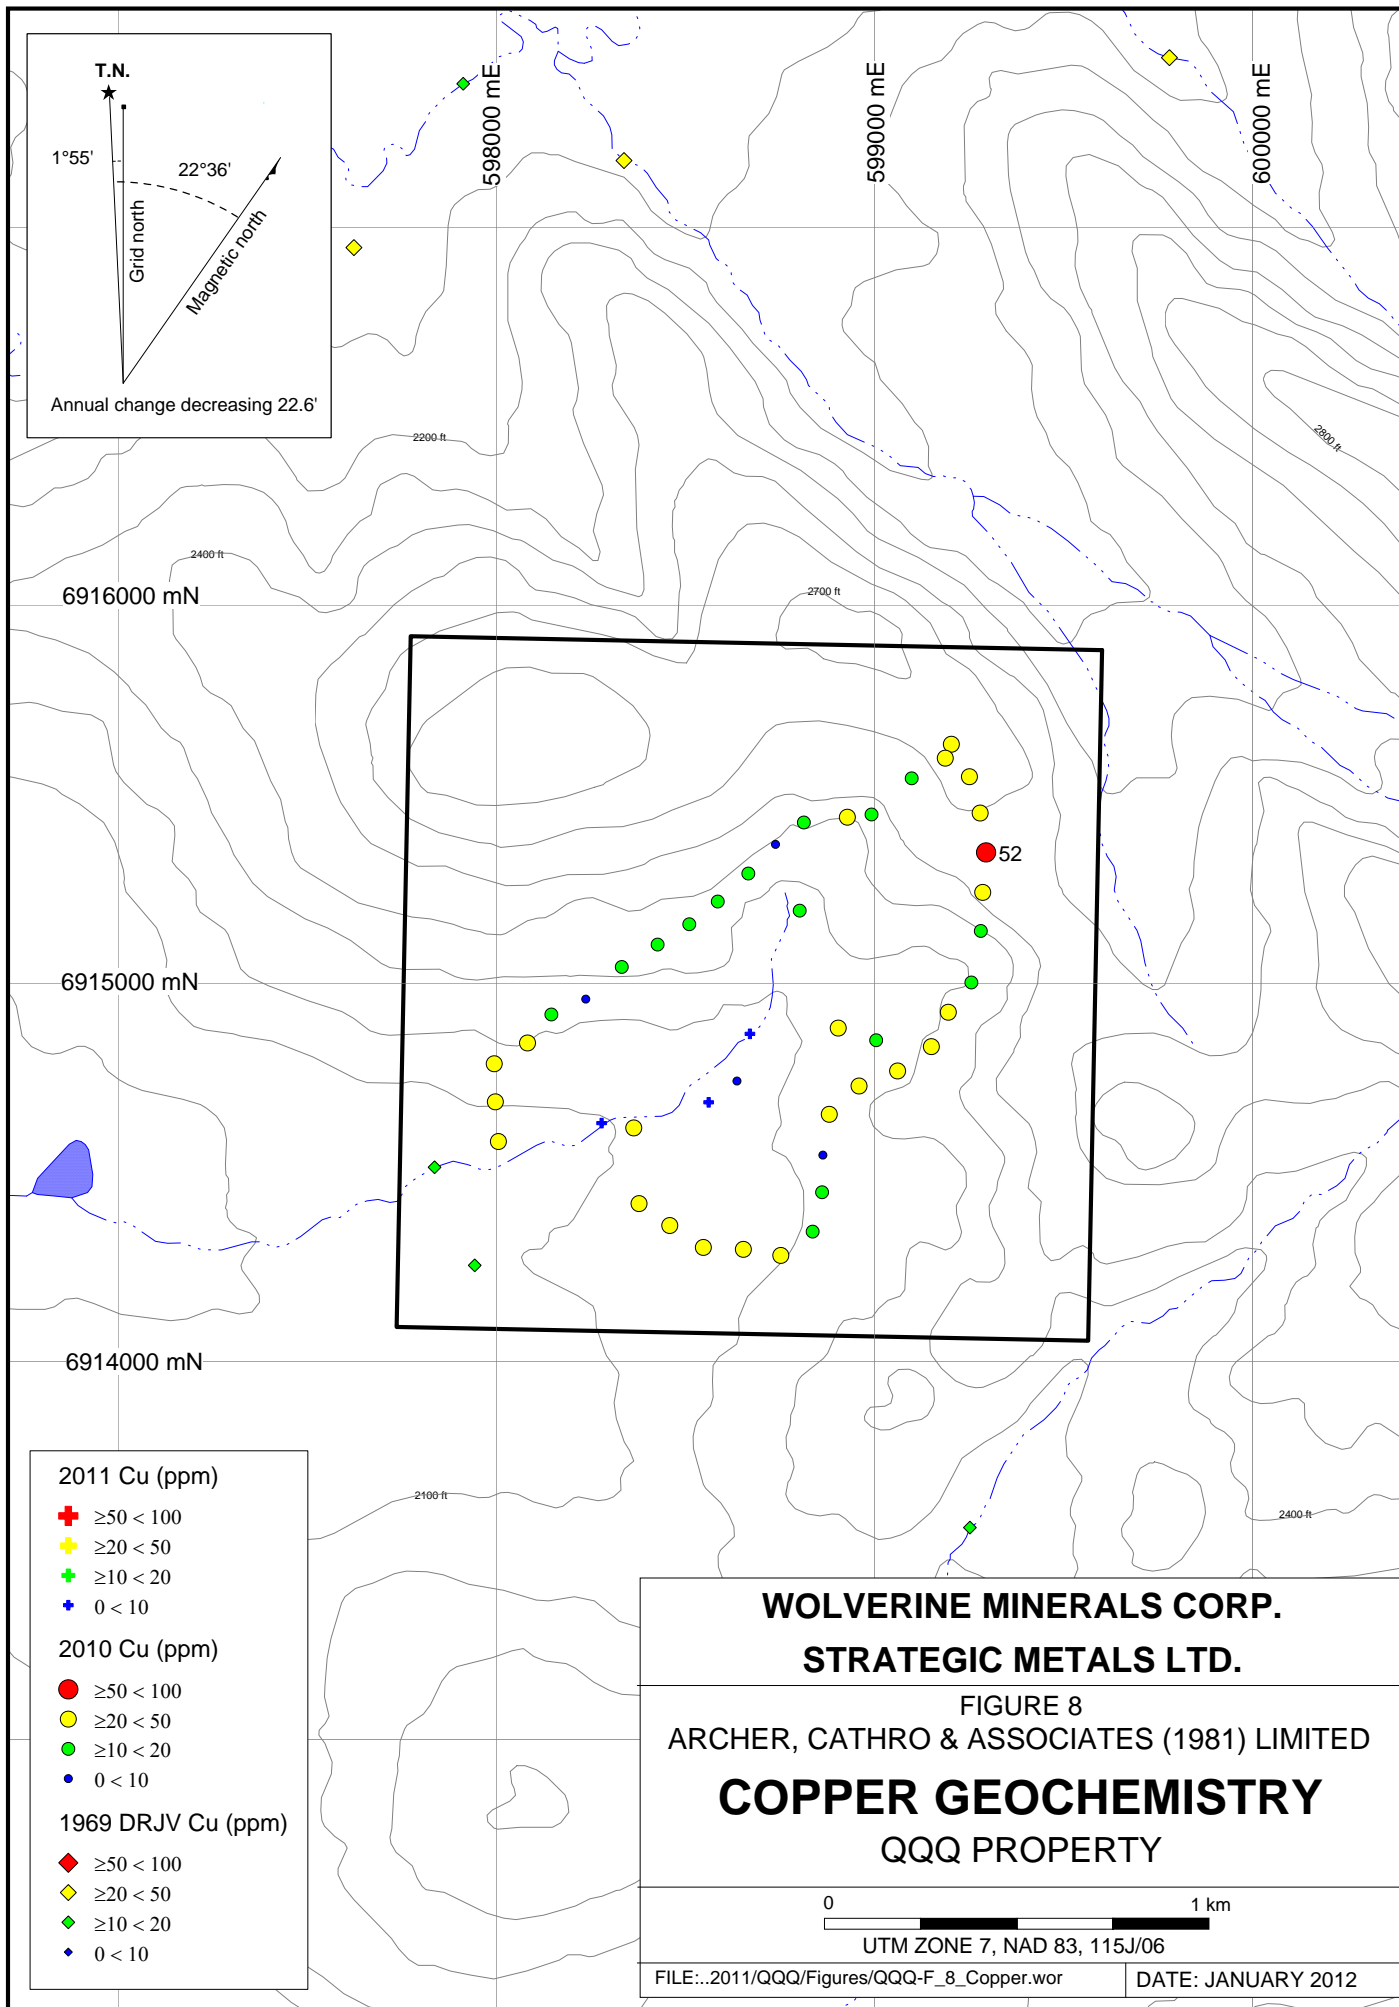 T.N.
1°55'
22°36'
Grid north
Magnetic north
Annual change decreasing 22.6'
598000 mE
599000 mE
600000 mE
2200 ft
2800 ft
2400 ft
6916000 mN
2700 ft
52
6915000 mN
6914000 mN
2100 ft
2400 ft
2011 Cu (ppm)
≥50 < 100
≥20 < 50
≥10 < 20
0 < 10
2010 Cu (ppm)
≥50 < 100
≥20 < 50
≥10 < 20
0 < 10
1969 DRJV Cu (ppm)
≥50 < 100
≥20 < 50
≥10 < 20
0 < 10
WOLVERINE MINERALS CORP.
STRATEGIC METALS LTD.
FIGURE 8
ARCHER, CATHRO & ASSOCIATES (1981) LIMITED
COPPER GEOCHEMISTRY
QQQ PROPERTY
0 1 km
UTM ZONE 7, NAD 83, 115J/06
FILE:..2011/QQQ/Figures/QQQ-F_8_Copper.wor
DATE: JANUARY 2012